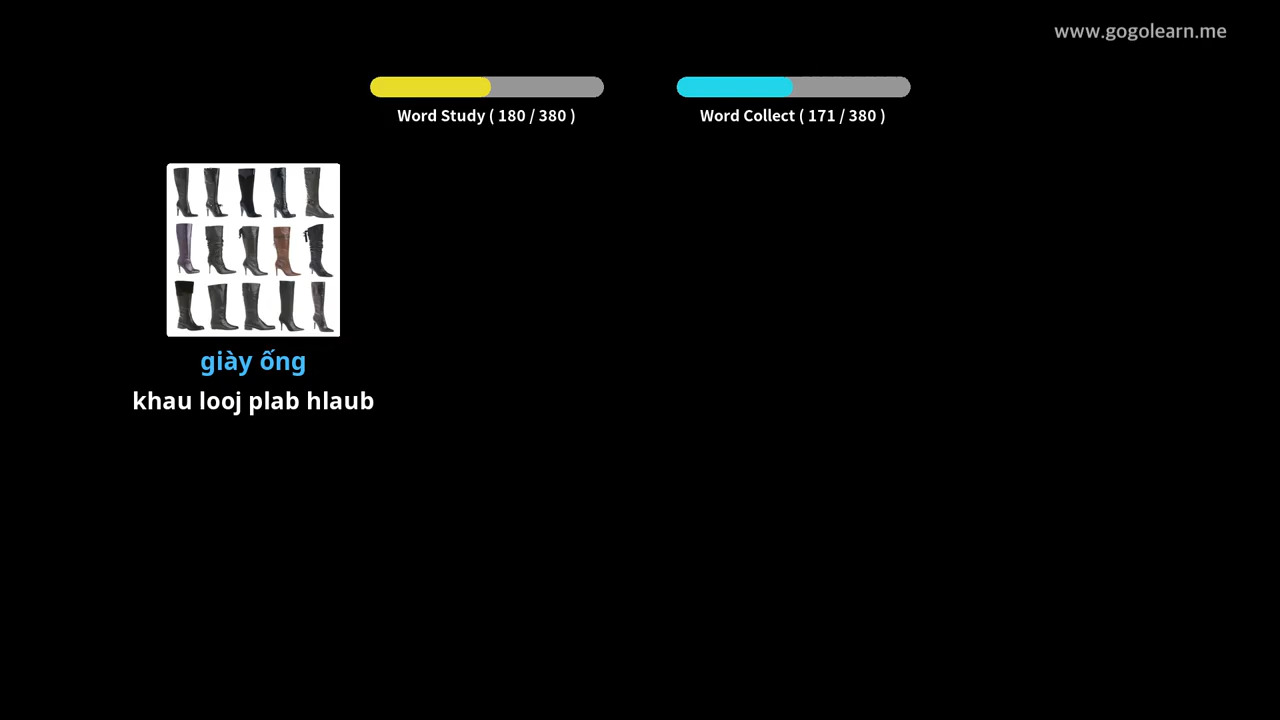 www.gogolearn.me
Word Study ( 180 / 380 )
Word Collect ( 171 / 380 )
giày ống
khau looj plab hlaub